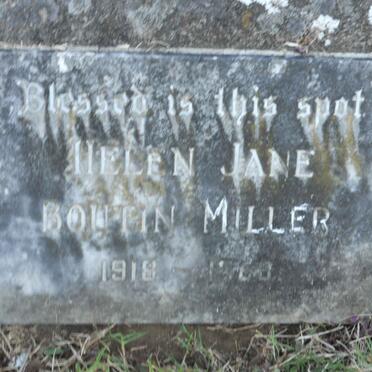 Blessed is this spot
HELEN JANE
BOUTIN MILLER
1918